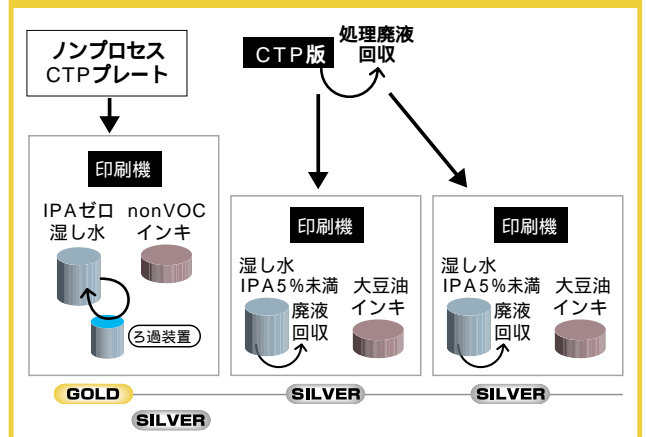 ノンプロセス
CTPプレート
CTP版
処理廃液
回収
印刷機
IPAゼロ
湿し水
nonVOC
インキ
ろ過装置
印刷機
湿し水
IPA5%未満
廃液
回収
大豆油
インキ
印刷機
湿し水
IPA5%未満
廃液
回収
大豆油
インキ
GOLD
SILVER
SILVER
SILVER